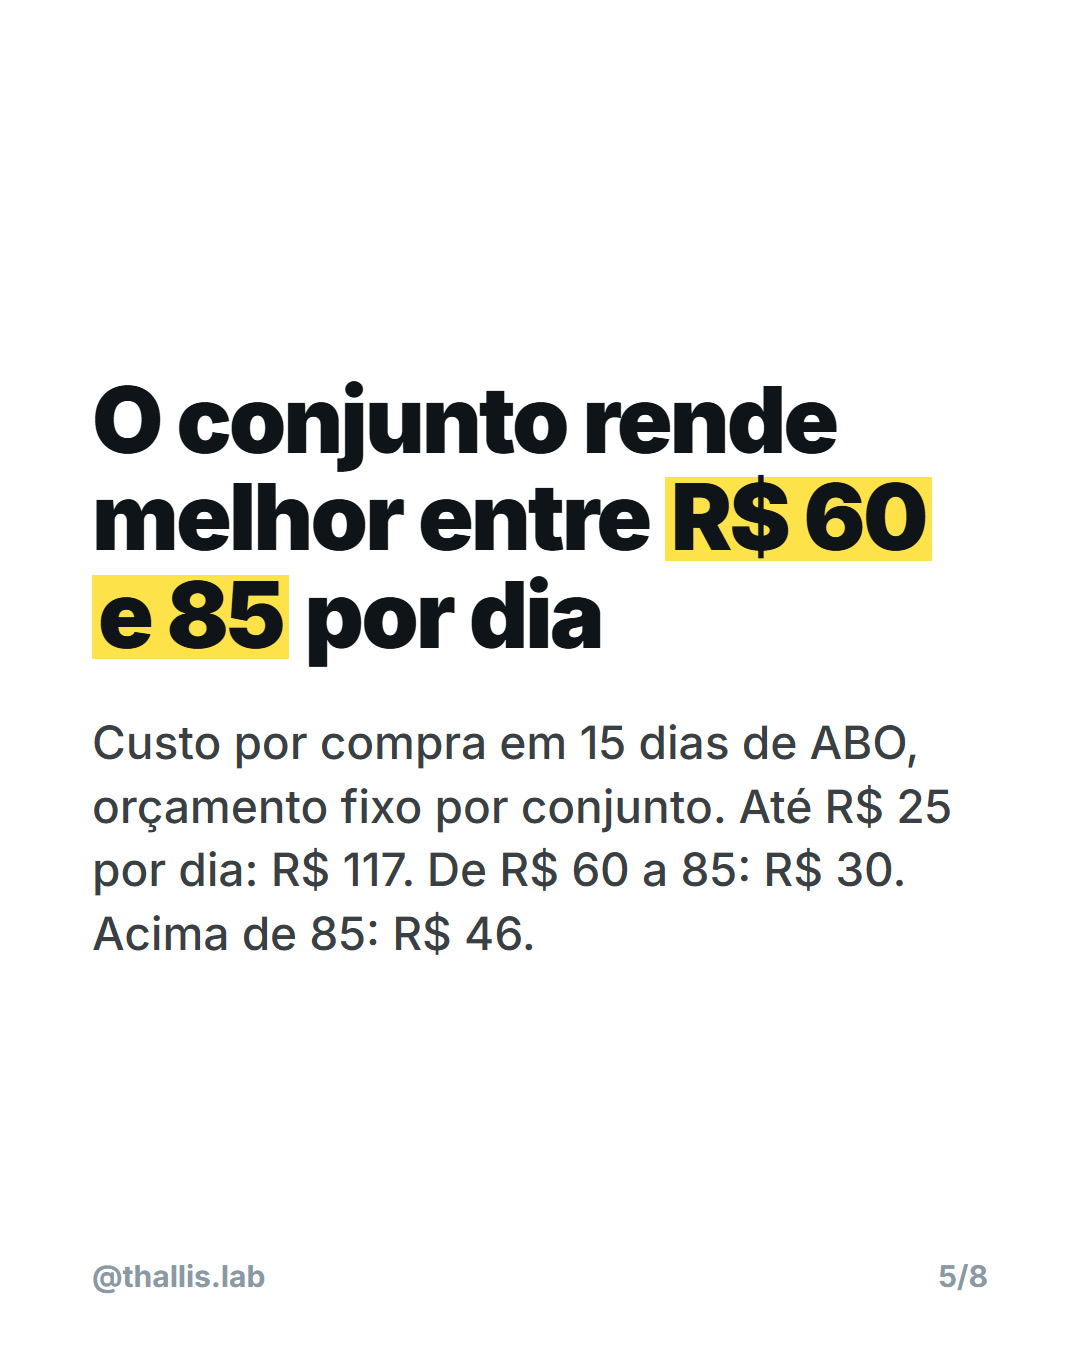 O conjunto rende
melhor entre R$ 60
e 85 por dia
Custo por compra em 15 dias de ABO,
orçamento fixo por conjunto. Até R$ 25
por dia: R$ 117. De R$ 60 a 85: R$ 30.
Acima de 85: R$ 46.
@thallis.lab
5/8